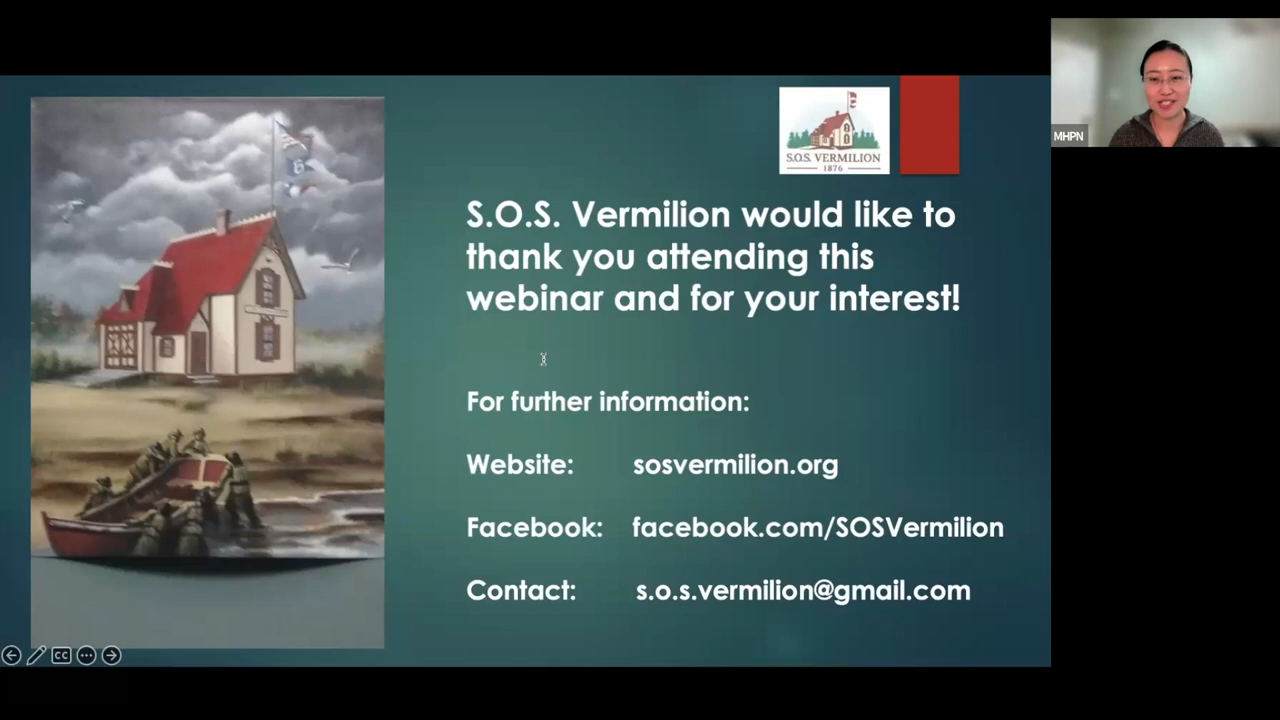 MHPN
S.O.S. VERMILION
1876
S.O.S. Vermilion would like to
thank you attending this
webinar and for your interest!
For further information:
Website: sosvermilion.org
Facebook: facebook.com/SOSVermilion
Contact: s.o.s.vermilion@gmail.com
CC